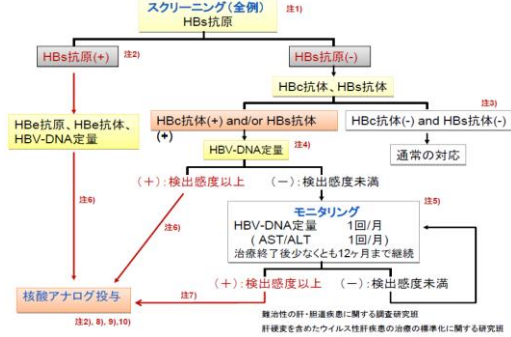 スクリーニング(全例) 注1)
HBs抗原
HBs抗原(+) 注2)
HBs抗原(-)
HBc抗体、HBs抗体
HBe抗原、HBe抗体、
HBV-DNA定量
HBc抗体(+) and/or HBs抗体
(+)
注3)
HBc抗体(-) and HBs抗体(-)
HBV-DNA定量 注4)
通常の対応
(+):検出感度以上
(-):検出感度未満
注6)
注6)
モニタリング 注5)
HBV-DNA定量 1回/月
( AST/ALT 1回/月)
治療終了後少なくとも12ヶ月まで継続
(+):検出感度以上
(-):検出感度未満
核酸アナログ投与
注7)
注2), 8), 9),10)
難治性の肝・胆道疾患に関する調査研究班
肝硬変を含めたウイルス性肝疾患の治療の標準化に関する研究班